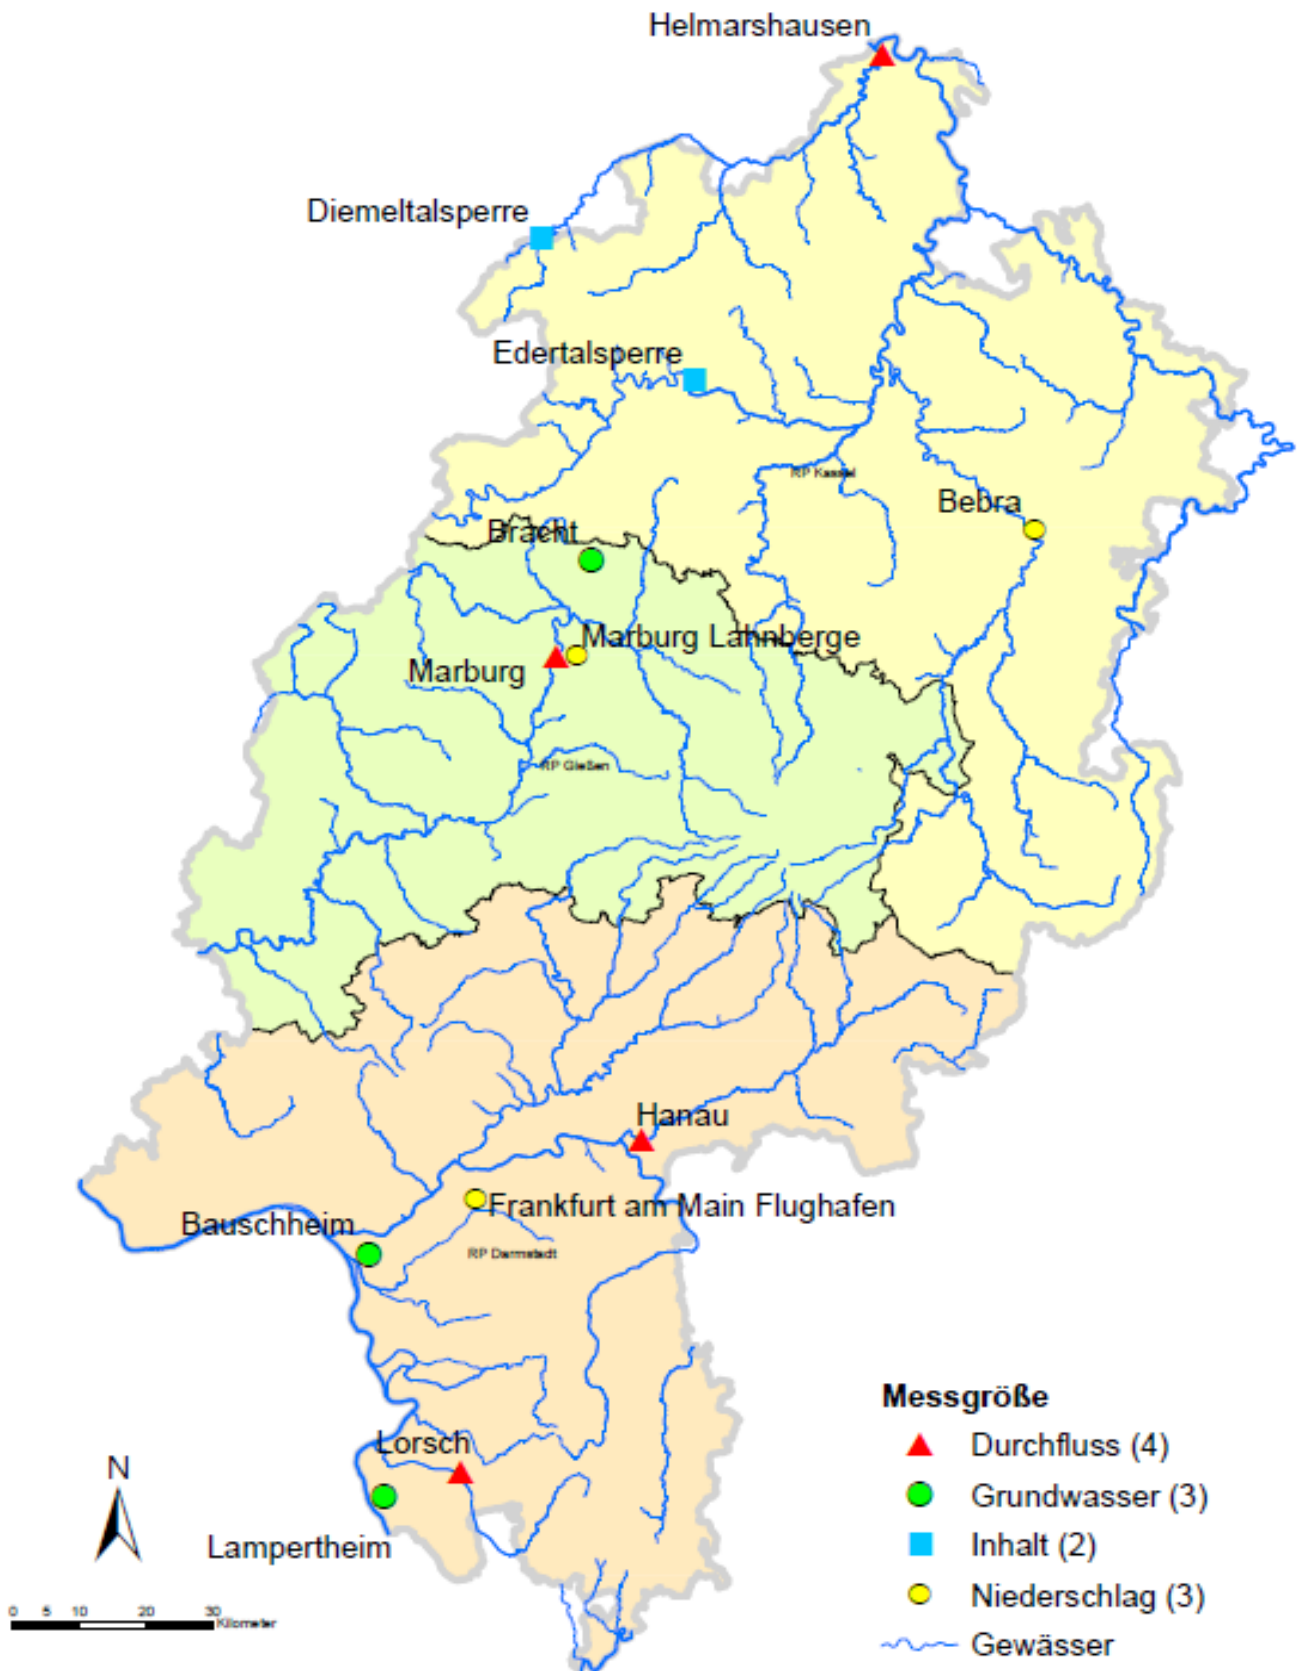 Helmarshausen
Diemeltalsperre
Edertalsperre
RP Kassel
Bebra
Bracht
Marburg Lahnberge
Marburg
RP Gießen
Hanau
Frankfurt am Main Flughafen
Bauschheim
RP Darmstadt
Lorsch
Lampertheim
N
0 5 10 20 30
Kilometer
Messgröße
Durchfluss (4)
Grundwasser (3)
Inhalt (2)
Niederschlag (3)
Gewässer